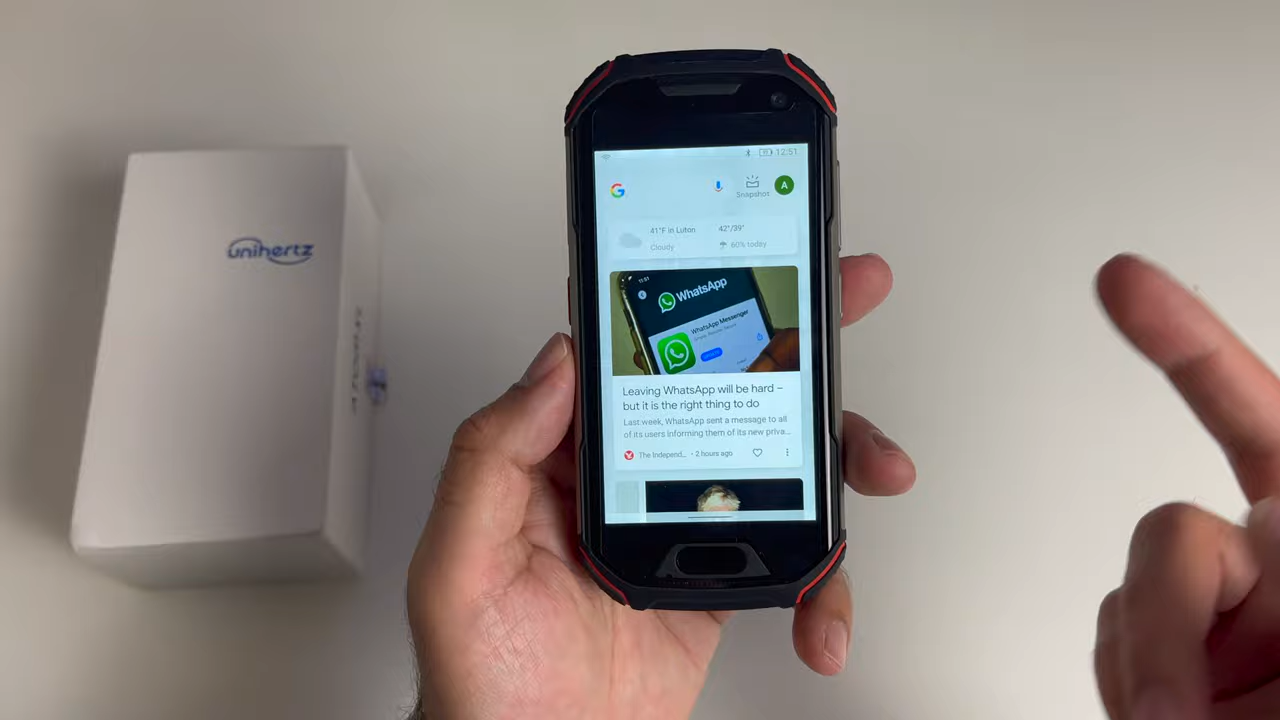 unihertz
12:51
G
Snapshot
A
41°F in Luton
42°/39°
Cloudy
60% today
11:51
WhatsApp
WhatsApp Messenger
Leaving WhatsApp will be hard –
but it is the right thing to do
Last week, WhatsApp sent a message to all
of its users informing them of its new priva...
The Independ... • 2 hours ago